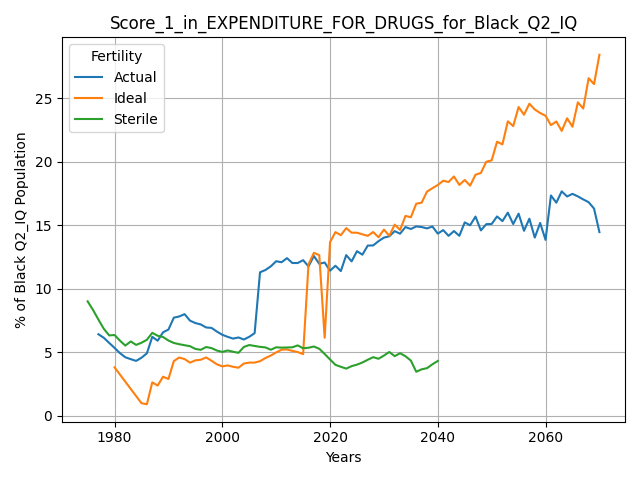 Score_1_in_EXPENDITURE_FOR_DRUGS_for_Black_Q2_IQ
Fertility
Actual
Ideal
Sterile
% of Black Q2_IQ Population
25
20
15
10
5
0
1980 2000 2020 2040 2060
Years